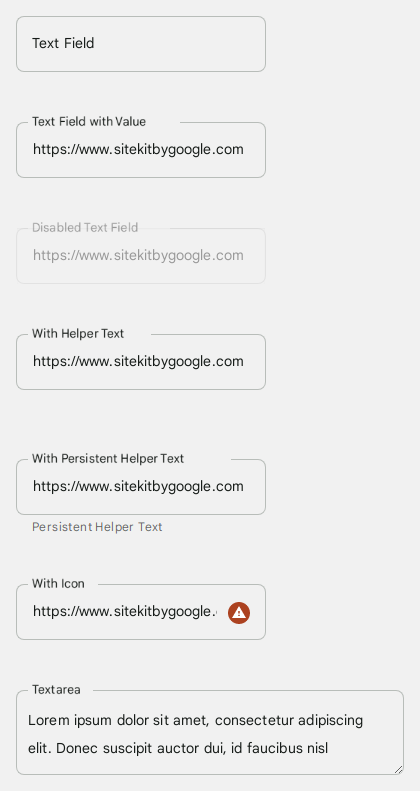 Text Field
Text Field with Value
https://www.sitekitbygoogle.com
Disabled Text Field
https://www.sitekitbygoogle.com
With Helper Text
https://www.sitekitbygoogle.com
With Persistent Helper Text
https://www.sitekitbygoogle.com
Persistent Helper Text
With Icon
https://www.sitekitbygoogle.
Textarea
Lorem ipsum dolor sit amet, consectetur adipiscing
elit. Donec suscipit auctor dui, id faucibus nisl